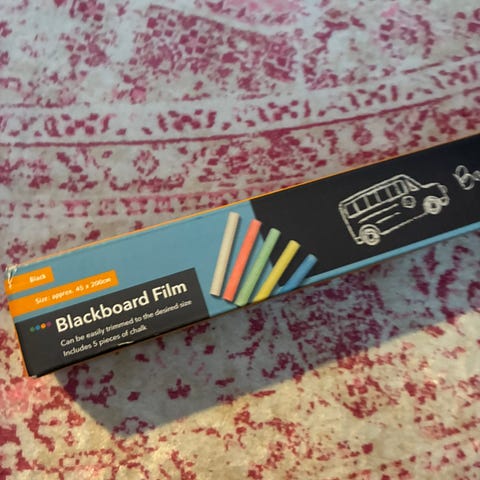 Black
Size: approx. 45 x 200cm
Blackboard Film
Can be easily trimmed to the desired size
Includes 5 pieces of chalk